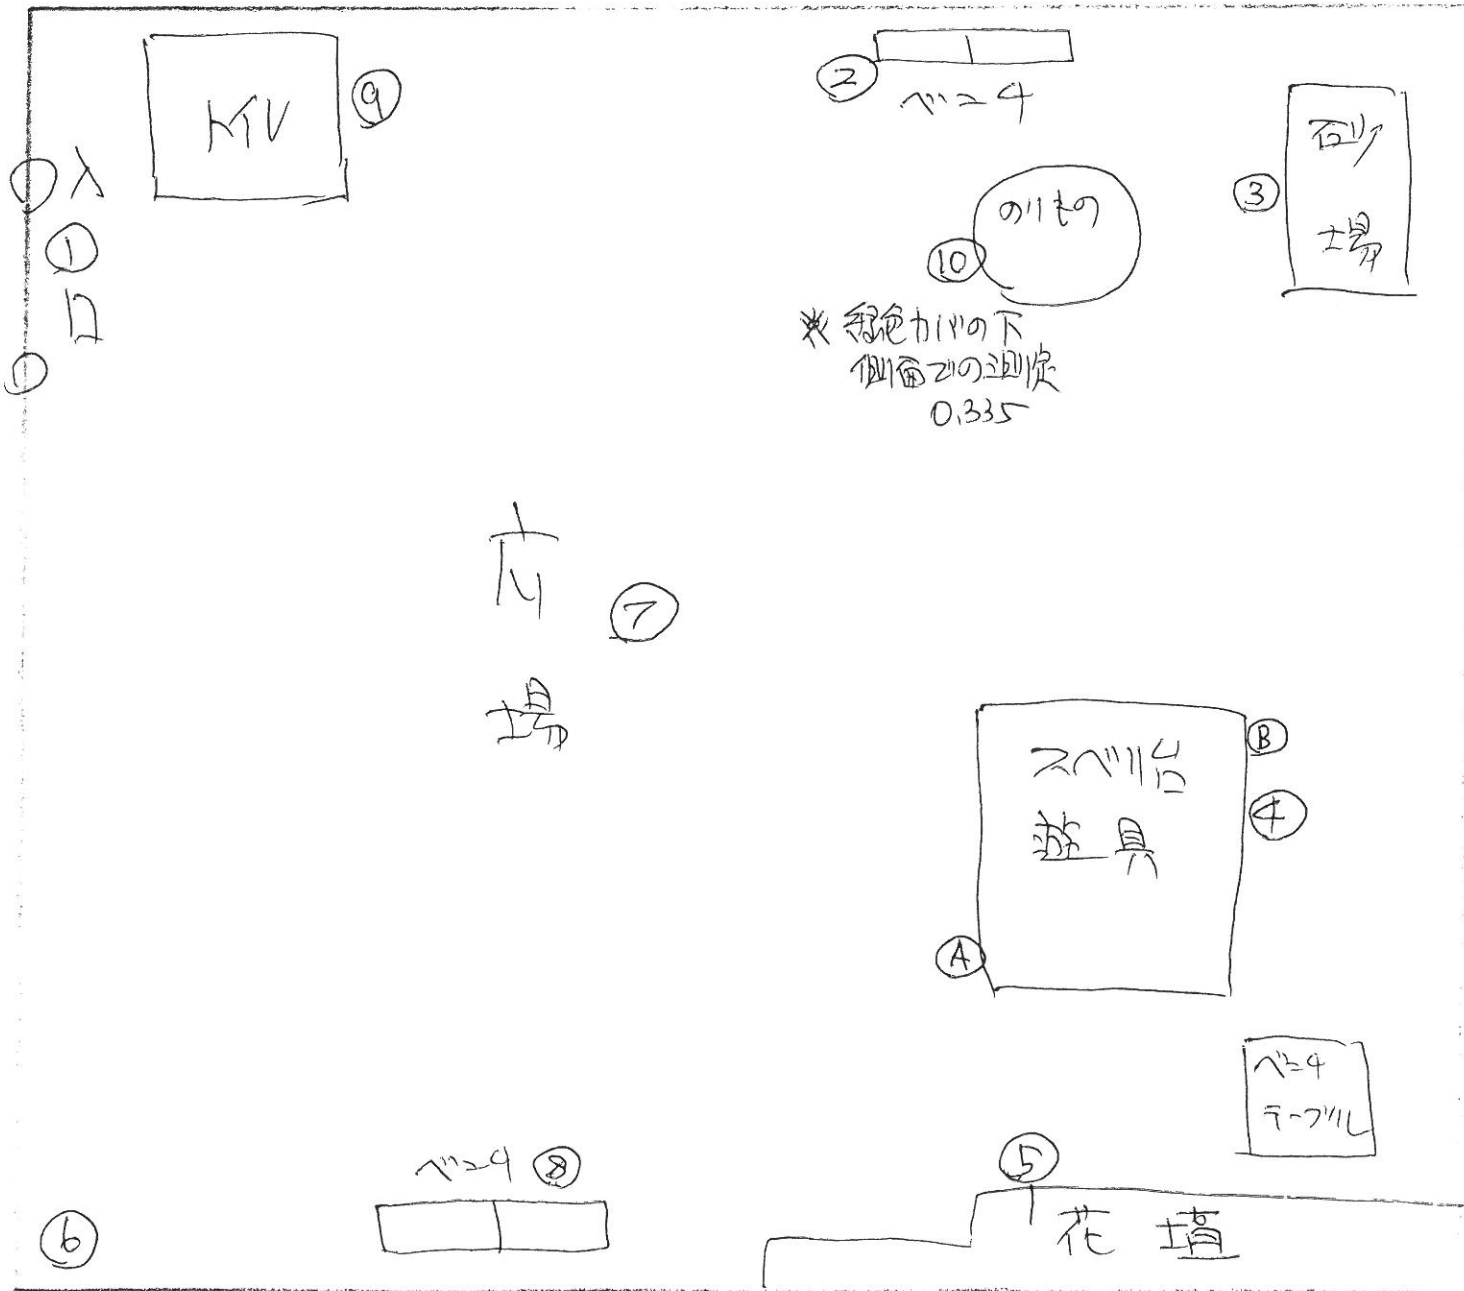 トイレ
⑨
②
ベンチ
入
①
口
砂
場
③
のりもの
⑩
※ 緑色カバの下
側面での測定
0.335
広
場
⑦
スベリ台
遊具
Ⓑ
④
Ⓐ
ベンチ
テーブル
ベンチ ⑧
⑤
花壇
⑥